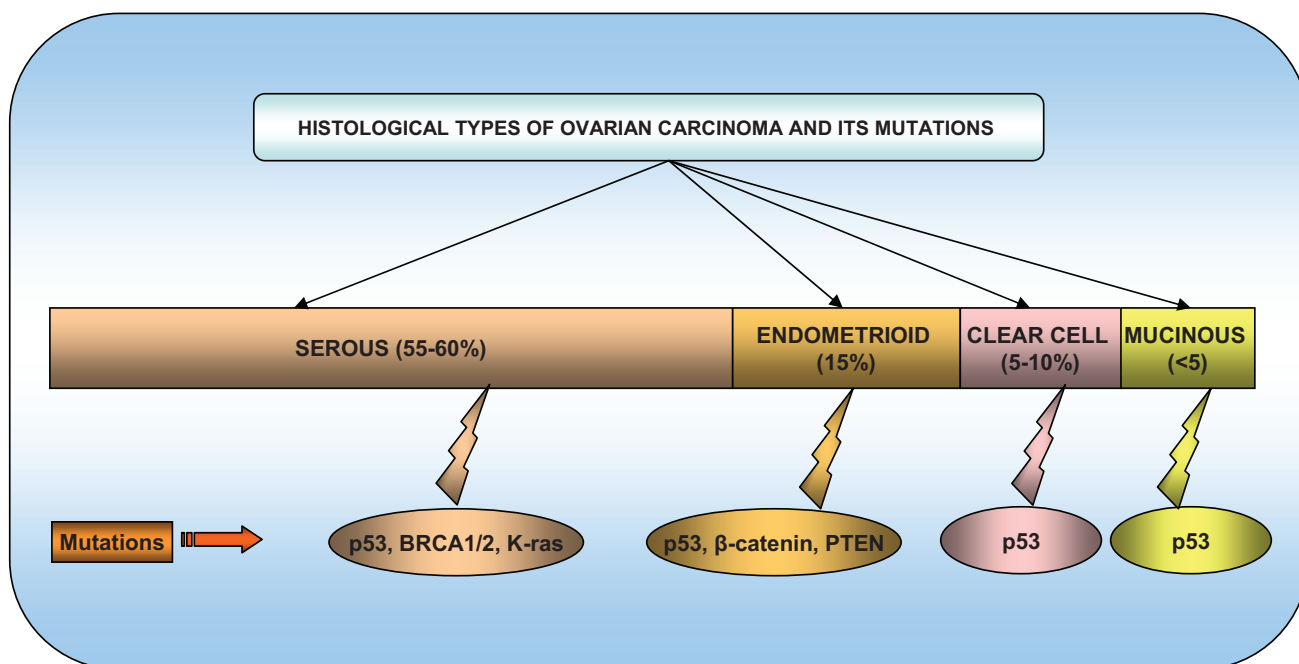 HISTOLOGICAL TYPES OF OVARIAN CARCINOMA AND ITS MUTATIONS
SEROUS (55-60%)
ENDOMETRIOID
(15%)
CLEAR CELL
(5-10%)
MUCINOUS
(<5)
Mutations
p53, BRCA1/2, K-ras
p53, β-catenin, PTEN
p53
p53